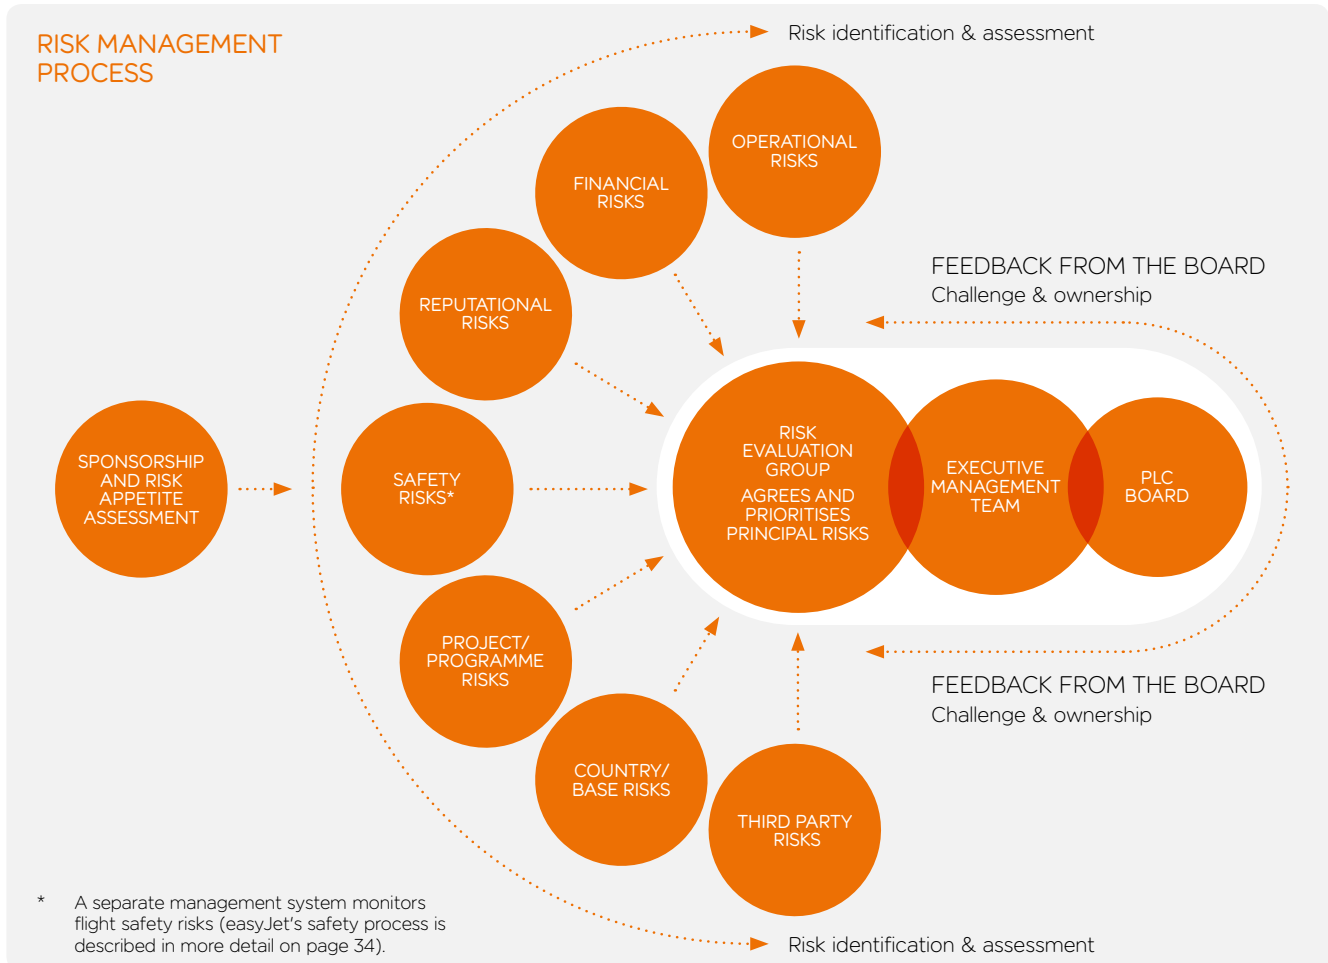 RISK MANAGEMENT
PROCESS
Risk identification & assessment
OPERATIONAL
RISKS
FINANCIAL
RISKS
REPUTATIONAL
RISKS
FEEDBACK FROM THE BOARD
Challenge & ownership
SPONSORSHIP
AND RISK
APPETITE
ASSESSMENT
SAFETY
RISKS*
RISK
EVALUATION
GROUP
AGREES AND
PRIORITISES
PRINCIPAL RISKS
EXECUTIVE
MANAGEMENT
TEAM
PLC
BOARD
PROJECT/
PROGRAMME
RISKS
COUNTRY/
BASE RISKS
THIRD PARTY
RISKS
FEEDBACK FROM THE BOARD
Challenge & ownership
* A separate management system monitors
flight safety risks (easyJet's safety process is
described in more detail on page 34).
Risk identification & assessment